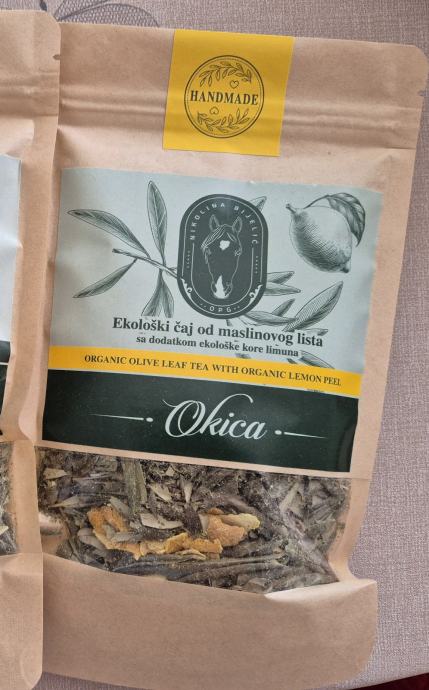 HANDMADE
NIKOLINA BIJELIĆ
OPG
Ekološki čaj od maslinovog lista
sa dodatkom ekološke kore limuna
ORGANIC OLIVE LEAF TEA WITH ORGANIC LEMON PEEL
Okica